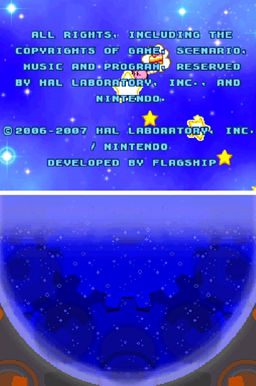 ALL RIGHTS, INCLUDING THE
COPYRIGHTS OF GAME, SCENARIO,
MUSIC AND PROGRAM, RESERVED
BY HAL LABORATORY, INC., AND
NINTENDO.
©2006-2007 HAL LABORATORY, INC.
/ NINTENDO
DEVELOPED BY FLAGSHIP